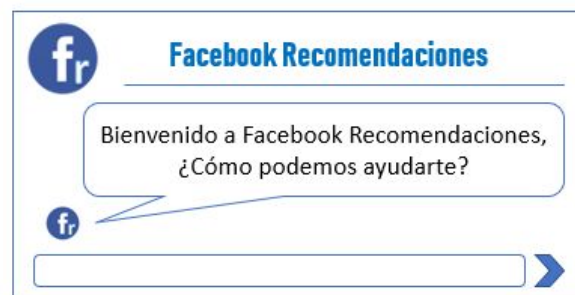 fr
Facebook Recomendaciones
Bienvenido a Facebook Recomendaciones,
¿Cómo podemos ayudarte?
fr